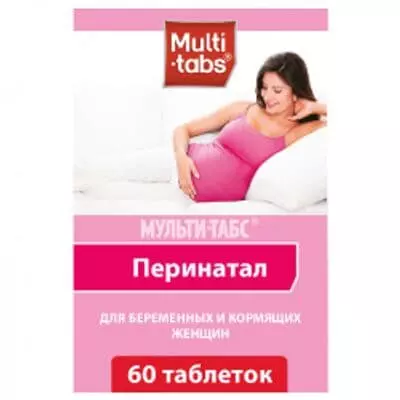 Multi
-tabs®
МУЛЬТИ-ТАБС®
Перинатал
ДЛЯ БЕРЕМЕННЫХ И КОРМЯЩИХ
ЖЕНЩИН
60 таблеток